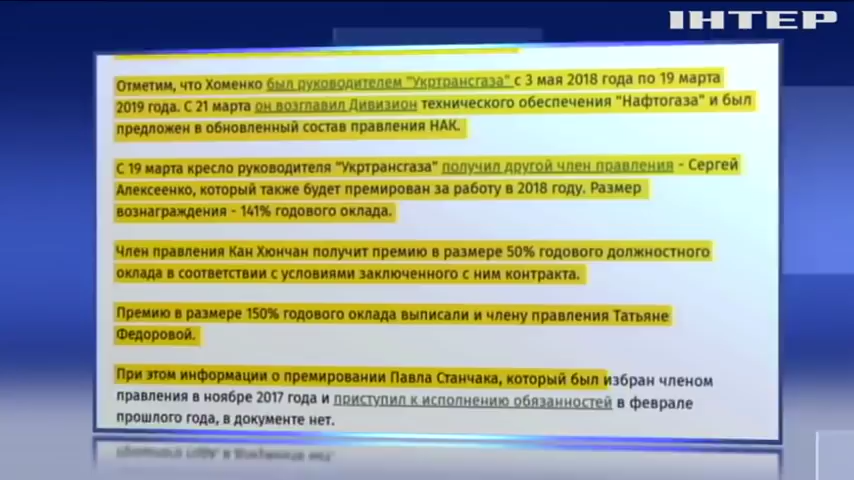 ІНТЕР
Отметим, что Хоменко был руководителем "Укртрансгаза" с 3 мая 2018 года по 19 марта
2019 года. С 21 марта он возглавил Дивизион технического обеспечения "Нафтогаза" и был
предложен в обновленный состав правления НАК.
С 19 марта кресло руководителя "Укртрансгаза" получил другой член правления - Сергей
Алексеенко, который также будет премирован за работу в 2018 году. Размер
вознаграждения - 141% годового оклада.
Член правления Кан Хюнчан получит премию в размере 50% годового должностного
оклада в соответствии с условиями заключенного с ним контракта.
Премию в размере 150% годового оклада выписали и члену правления Татьяне
Федоровой.
При этом информации о премировании Павла Станчака, который был избран членом
правления в ноябре 2017 года и приступил к исполнению обязанностей в феврале
прошлого года, в документе нет.